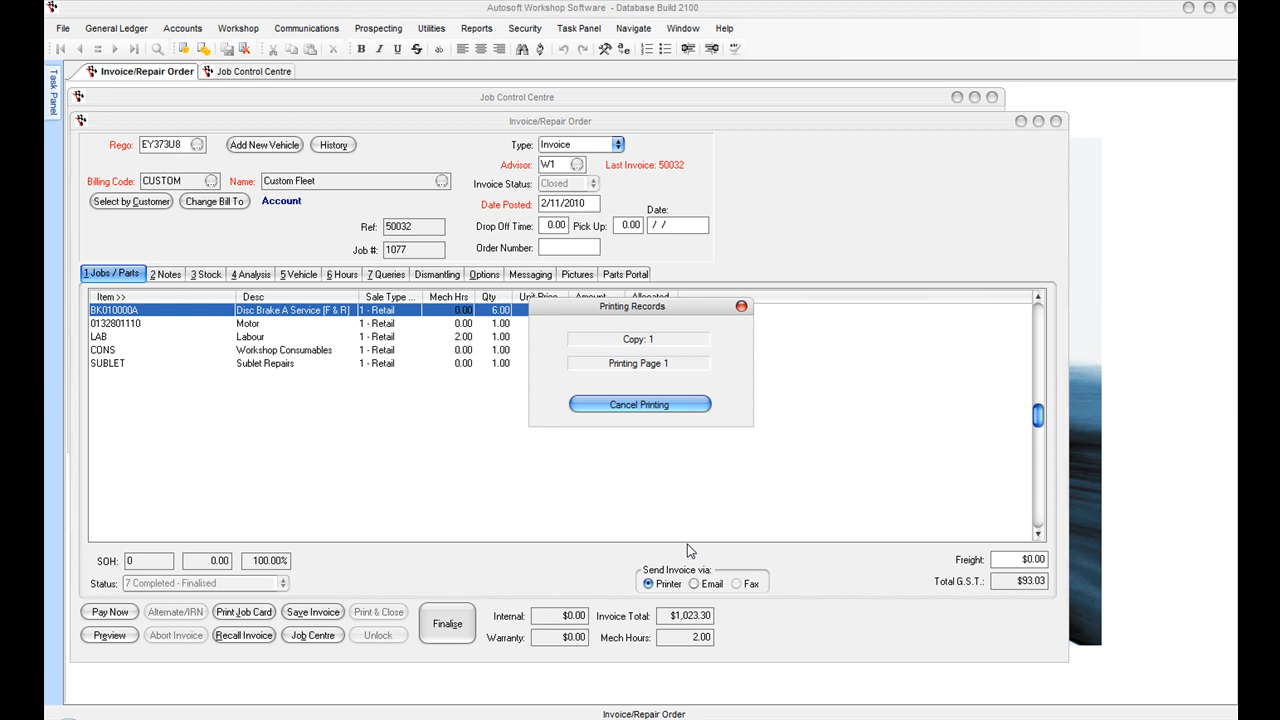 Autosoft Workshop Software - Database Build 2100
File General Ledger Accounts Workshop Communications Prospecting Utilities Reports Security Task Panel Navigate Window Help
Task Panel
Invoice/Repair Order Job Control Centre
Job Control Centre
Invoice/Repair Order
Rego: EY373U8 Add New Vehicle History Type: Invoice
Advisor: W1 Last Invoice: 50032
Billing Code: CUSTOM Name: Custom Fleet Invoice Status: Closed
Select by Customer Change Bill To Account Date Posted: 2/11/2010 Date:
Ref: 50032 Drop Off Time: 0.00 Pick Up: 0.00 / /
Job #: 1077 Order Number:
1 Jobs / Parts 2 Notes 3 Stock 4 Analysis 5 Vehicle 6 Hours 7 Queries Dismantling Options Messaging Pictures Parts Portal
Item >> Desc Sale Type ... Mech Hrs Qty Unit Price Amount Allocated
BK010000A Disc Brake A Service [F & R] 1 - Retail 0.00 6.00
0132801110 Motor 1 - Retail 0.00 1.00
LAB Labour 1 - Retail 2.00 1.00
CONS Workshop Consumables 1 - Retail 0.00 1.00
SUBLET Sublet Repairs 1 - Retail 0.00 1.00
Printing Records
Copy: 1
Printing Page 1
Cancel Printing
SOH: 0 0.00 100.00% Freight: $0.00
Status: 7 Completed - Finalised Send Invoice via: Total G.S.T.: $93.03
Printer Email Fax
Pay Now Alternate/IRN Print Job Card Save Invoice Print & Close Finalise Internal: $0.00 Invoice Total: $1,023.30
Preview Abort Invoice Recall Invoice Job Centre Unlock Warranty: $0.00 Mech Hours: 2.00
Invoice/Repair Order